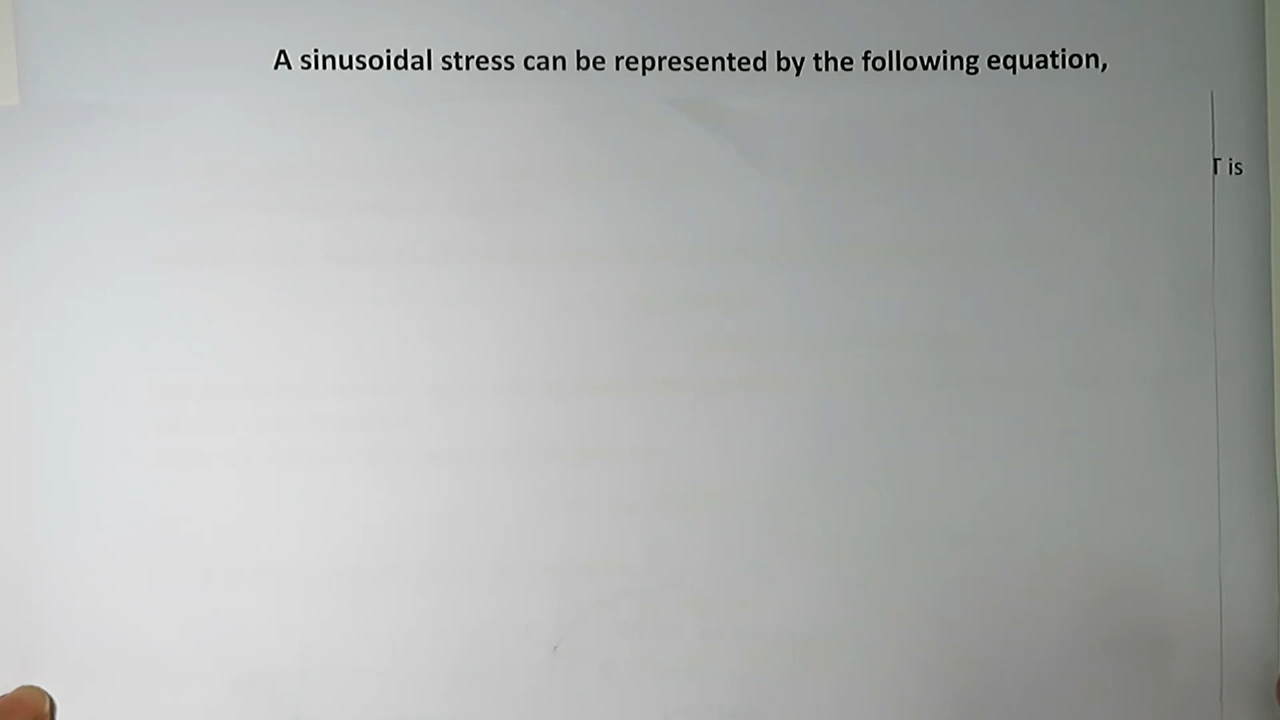 A sinusoidal stress can be represented by the following equation,
T is